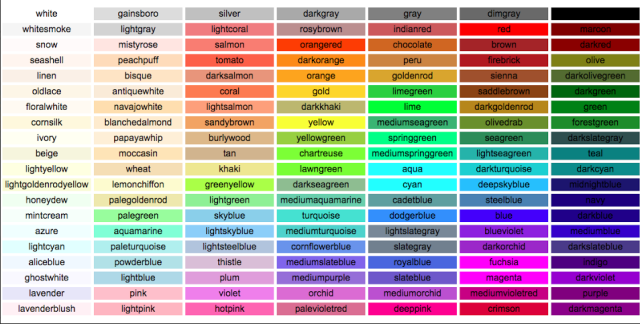 white gainsboro silver darkgray gray dimgray
whitesmoke lightgray lightcoral rosybrown indianred red maroon
snow mistyrose salmon orangered chocolate brown darkred
seashell peachpuff tomato darkorange peru firebrick olive
linen bisque darksalmon orange goldenrod sienna darkolivegreen
oldlace antiquewhite coral gold limegreen saddlebrown darkgreen
floralwhite navajowhite lightsalmon darkkhaki lime darkgoldenrod green
cornsilk blanchedalmond sandybrown yellow mediumseagreen olivedrab forestgreen
ivory papayawhip burlywood yellowgreen springgreen seagreen darkslategray
beige moccasin tan chartreuse mediumspringgreen lightseagreen teal
lightyellow wheat khaki lawngreen aqua darkturquoise darkcyan
lightgoldenrodyellow lemonchiffon greenyellow darkseagreen cyan deepskyblue midnightblue
honeydew palegoldenrod lightgreen mediumaquamarine cadetblue steelblue navy
mintcream palegreen skyblue turquoise dodgerblue blue darkblue
azure aquamarine lightskyblue mediumturquoise lightslategray blueviolet mediumblue
lightcyan paleturquoise lightsteelblue cornflowerblue slategray darkorchid darkslateblue
aliceblue powderblue thistle mediumslateblue royalblue fuchsia indigo
ghostwhite lightblue plum mediumpurple slateblue magenta darkviolet
lavender pink violet orchid mediumorchid mediumvioletred purple
lavenderblush lightpink hotpink palevioletred deeppink crimson darkmagenta